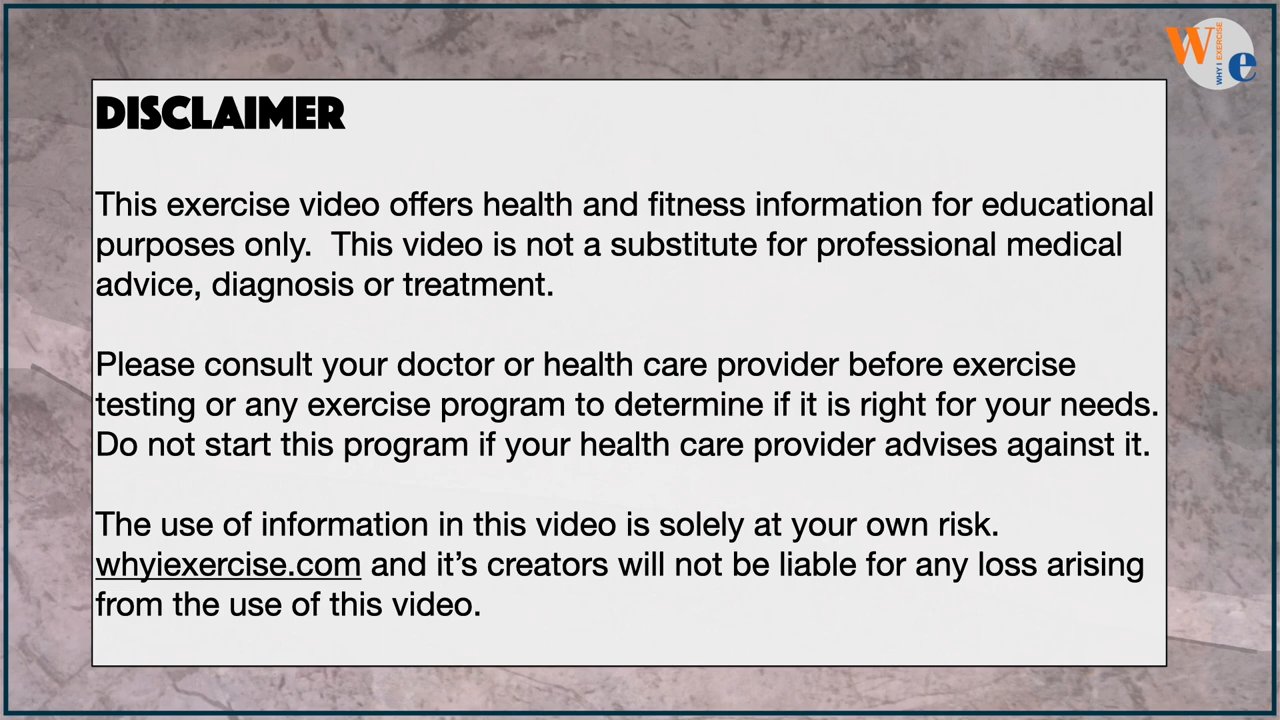 W
WHY I EXERCISE
e
DISCLAIMER
This exercise video offers health and fitness information for educational
purposes only.  This video is not a substitute for professional medical
advice, diagnosis or treatment.
Please consult your doctor or health care provider before exercise
testing or any exercise program to determine if it is right for your needs.
Do not start this program if your health care provider advises against it.
The use of information in this video is solely at your own risk.
whyiexercise.com and it’s creators will not be liable for any loss arising
from the use of this video.